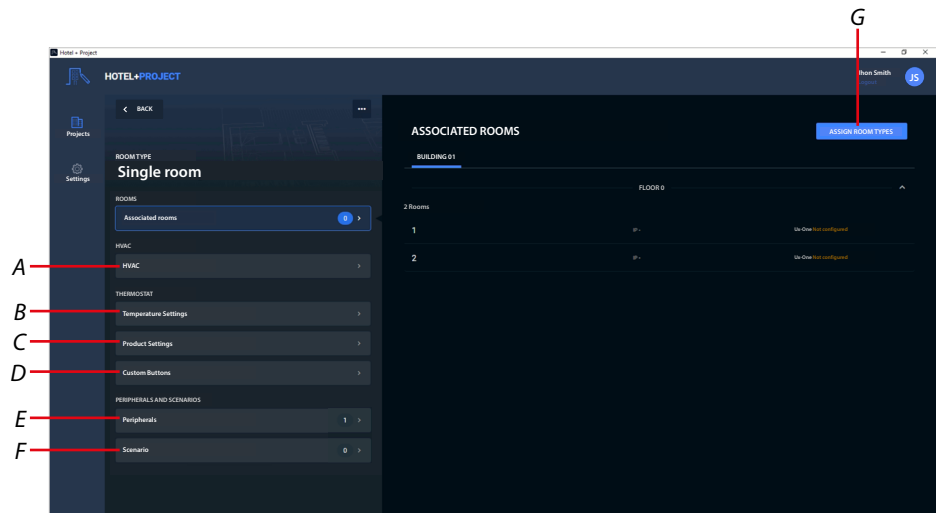 G
Hotel + Project
HOTEL+PROJECT
Jhon Smith
JS
BACK
Projects
Settings
ROOM TYPE
Single room
ASSOCIATED ROOMS
ASSIGN ROOM TYPES
BUILDING 01
FLOOR 0
ROOMS
Associated rooms
0
2 Rooms
1
Us-One Not configured
2
Us-One Not configured
HVAC
A
HVAC
THERMOSTAT
B
Temperature Settings
C
Product Settings
D
Custom Buttons
PERIPHERALS AND SCENARIOS
E
Peripherals
1
F
Scenario
0